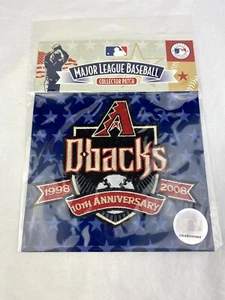 MAJOR LEAGUE BASEBALL
COLLECTOR PATCH
A
D·backs
1998 2008
10TH ANNIVERSARY